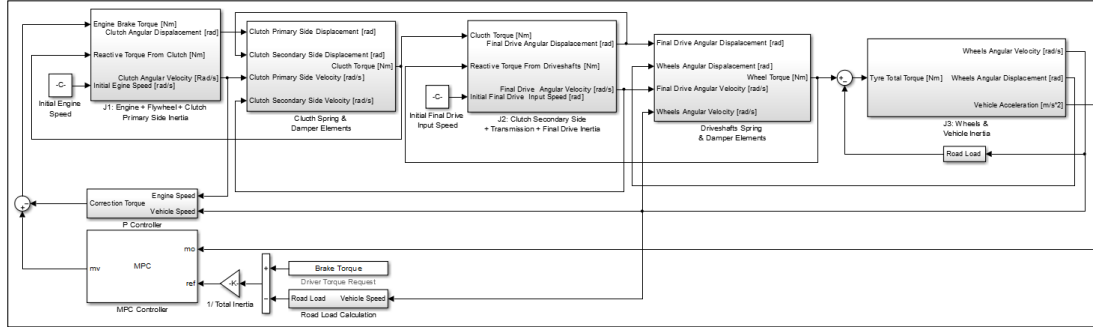 Engine Brake Torque [Nm]
Clutch Angular Displacement [rad]
Reactive Torque From Clutch [Nm]
Clutch Angular Velocity [Rad/s]
Initial Egine Speed [rad/s]
-C-
Initial Engine
Speed
J1: Engine + Flywheel + Clutch
Primary Side Inertia
Clutch Primary Side Displacement [rad]
Clutch Secondary Side Displacement [rad]
Clucth Torque [Nm]
Clutch Primary Side Velocity [rad/s]
Clutch Secondary Side Velocity [rad/s]
Cluoth Spring &
Damper Elements
-C-
Initial Final Drive
Input Speed
Clucth Torque [Nm]
Final Drive Angular Displacement [rad]
Reactive Torque From Driveshafts [Nm]
Final Drive Angular Velocity [rad/s]
Initial Final Drive Input Speed [rad/s]
J2: Clutch Secondary Side
+ Transmission + Final Drive Inertia
Final Drive Angular Dispalacement [rad]
Wheels Angular Displacement [rad]
Wheel Torque [Nm]
Final Drive Angular Velocity [rad/s]
Wheels Angular Velocity [rad/s]
Driveshafts Spring
& Damper Elements
Wheels Angular Velocity [rad/s]
Tyre Total Torque [Nm]
Wheels Angular Displacement [rad]
Vehicle Acceleration [m/s^2]
J3: Wheels &
Vehicle Inertia
Road Load
Engine Speed
Correction Torque
Vehicle Speed
P Controller
mo
mv
MPC
ref
MPC Controller
-K-
1/ Total Inertia
Brake Torque
Driver Torque Request
Road Load
Vehicle Speed
Road Load Calculation